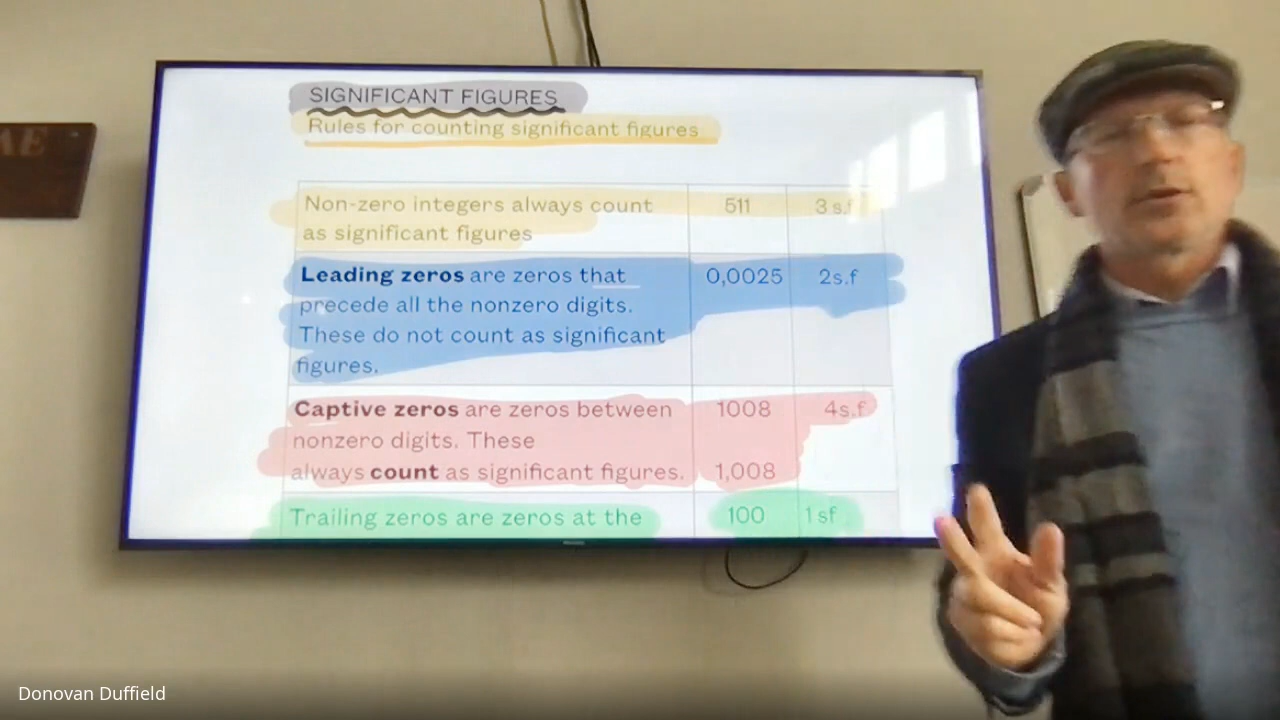 AE
SIGNIFICANT FIGURES
Rules for counting significant figures
Non-zero integers always count
as significant figures
511
3 s.f
Leading zeros are zeros that
precede all the nonzero digits.
These do not count as significant
figures.
0,0025
2s.f
Captive zeros are zeros between
nonzero digits. These
always count as significant figures.
1008
4s.f
1,008
Trailing zeros are zeros at the
100
1 sf
Donovan Duffield